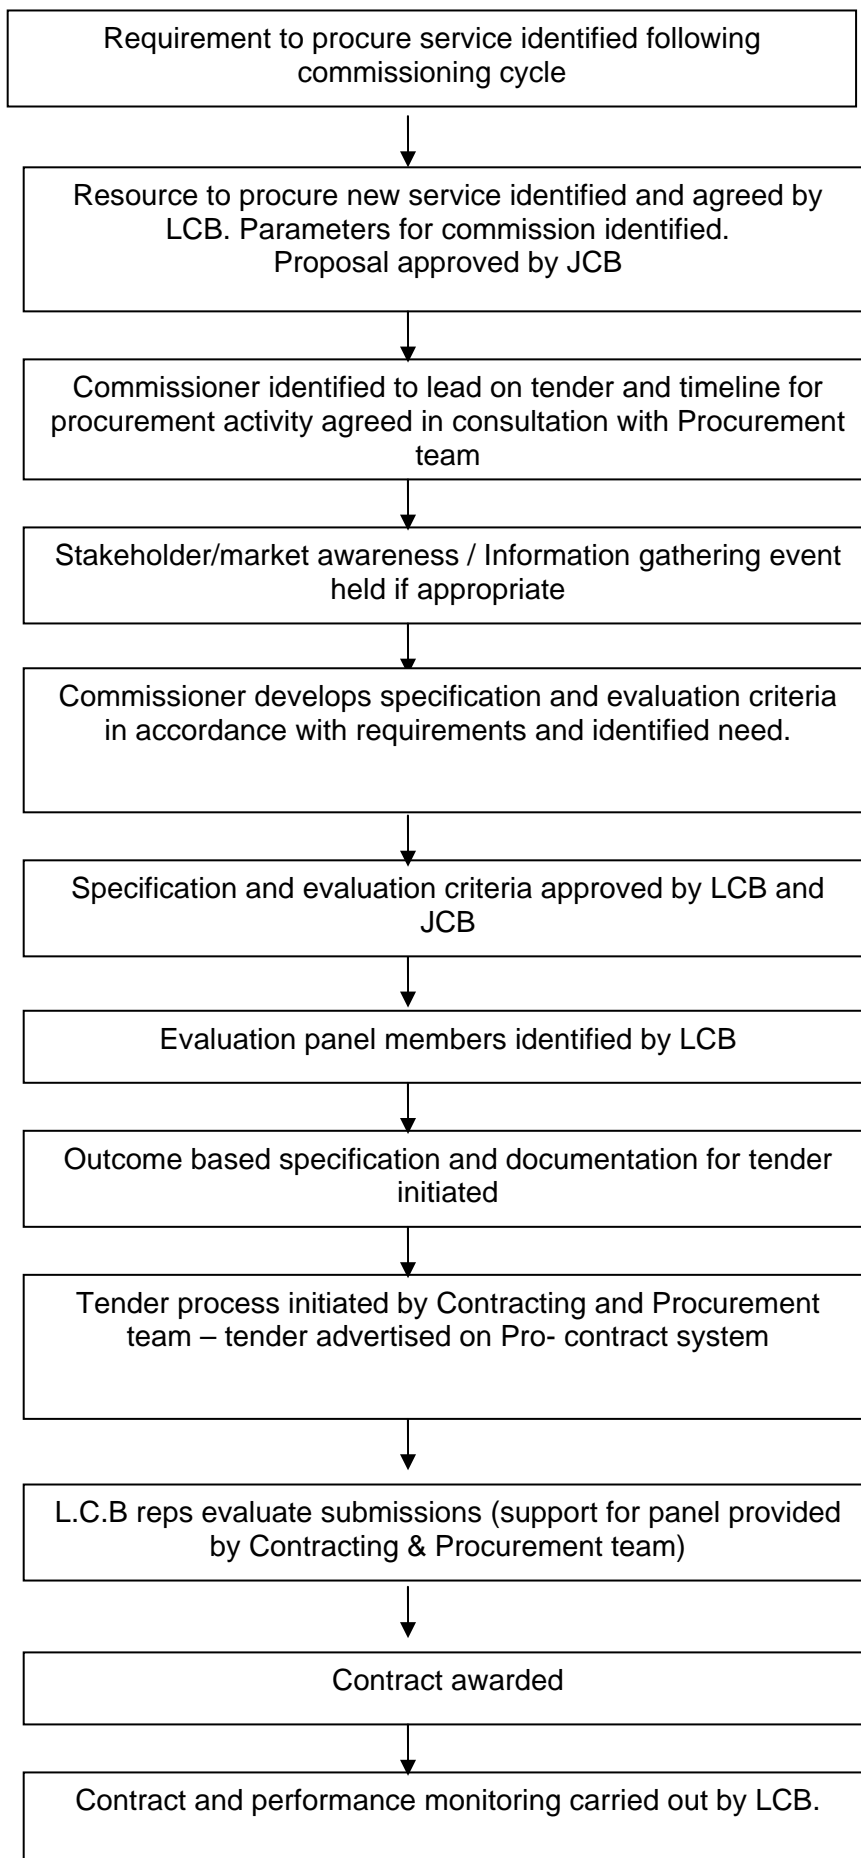 Requirement to procure service identified following
commissioning cycle
Resource to procure new service identified and agreed by
LCB. Parameters for commission identified.
Proposal approved by JCB
Commissioner identified to lead on tender and timeline for
procurement activity agreed in consultation with Procurement
team
Stakeholder/market awareness / Information gathering event
held if appropriate
Commissioner develops specification and evaluation criteria
in accordance with requirements and identified need.
Specification and evaluation criteria approved by LCB and
JCB
Evaluation panel members identified by LCB
Outcome based specification and documentation for tender
initiated
Tender process initiated by Contracting and Procurement
team – tender advertised on Pro- contract system
L.C.B reps evaluate submissions (support for panel provided
by Contracting & Procurement team)
Contract awarded
Contract and performance monitoring carried out by LCB.